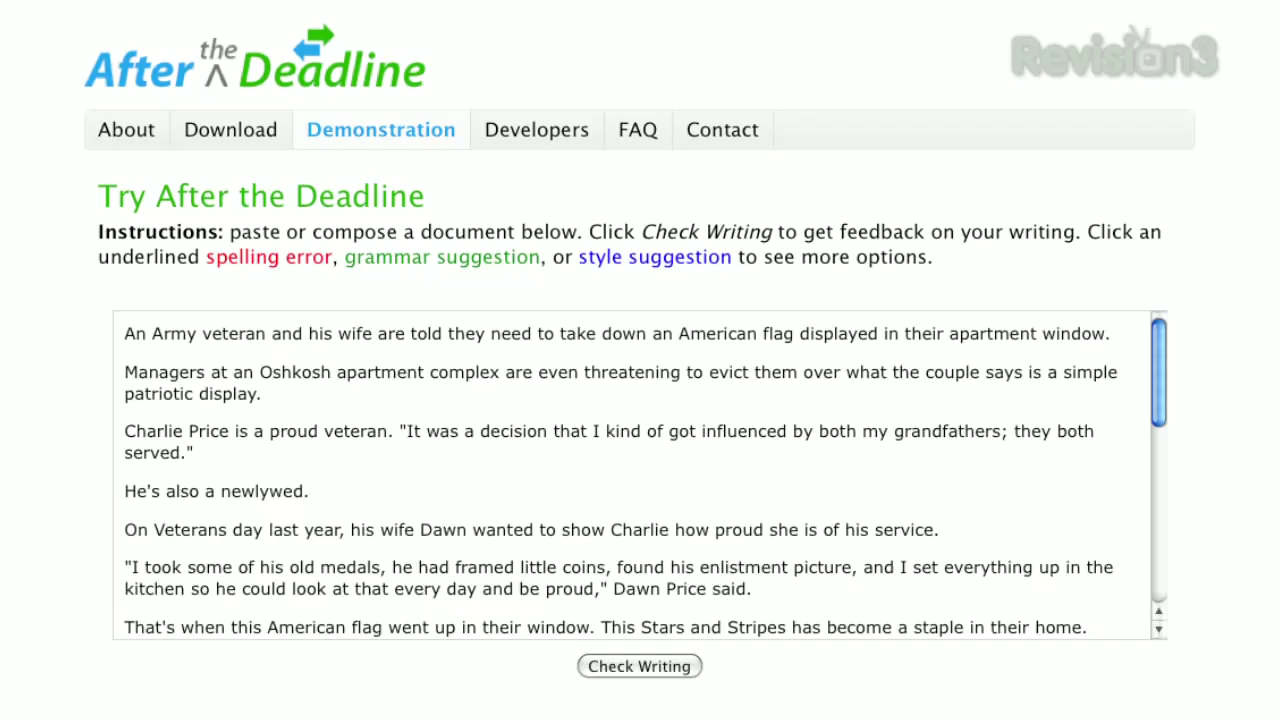 After the Deadline
Revision3
About Download Demonstration Developers FAQ Contact
Try After the Deadline
Instructions: paste or compose a document below. Click Check Writing to get feedback on your writing. Click an
underlined spelling error, grammar suggestion, or style suggestion to see more options.
An Army veteran and his wife are told they need to take down an American flag displayed in their apartment window.
Managers at an Oshkosh apartment complex are even threatening to evict them over what the couple says is a simple
patriotic display.
Charlie Price is a proud veteran. "It was a decision that I kind of got influenced by both my grandfathers; they both
served."
He's also a newlywed.
On Veterans day last year, his wife Dawn wanted to show Charlie how proud she is of his service.
"I took some of his old medals, he had framed little coins, found his enlistment picture, and I set everything up in the
kitchen so he could look at that every day and be proud," Dawn Price said.
That's when this American flag went up in their window. This Stars and Stripes has become a staple in their home.
Check Writing